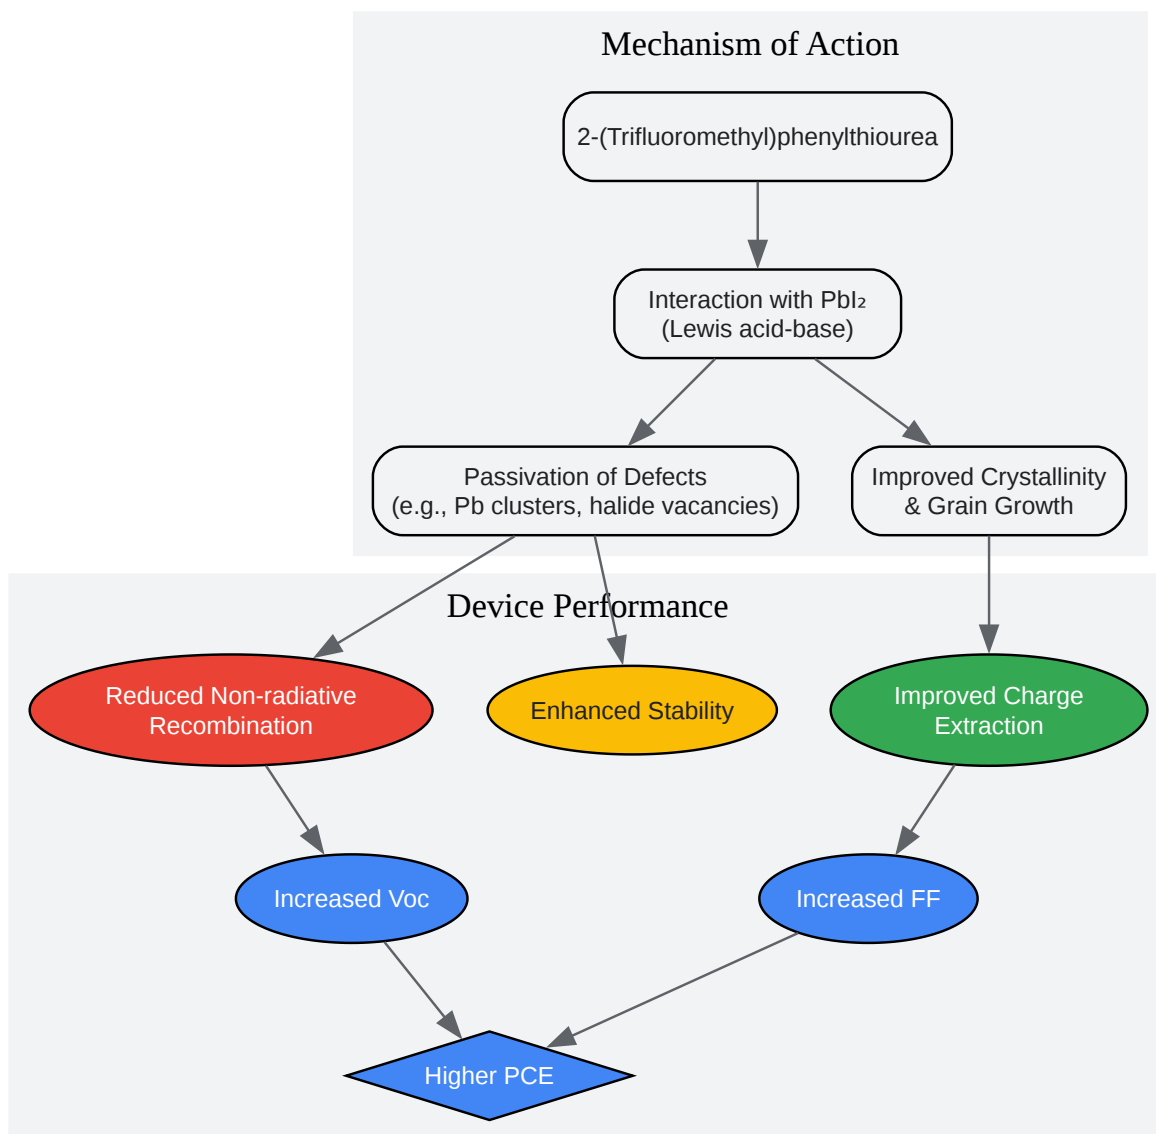 Mechanism of Action
2-(Trifluoromethyl)phenylthiourea
Interaction with PbI₂
(Lewis acid-base)
Passivation of Defects
(e.g., Pb clusters, halide vacancies)
Improved Crystallinity
& Grain Growth
Device Performance
Reduced Non-radiative
Recombination
Enhanced Stability
Improved Charge
Extraction
Increased Voc
Increased FF
Higher PCE